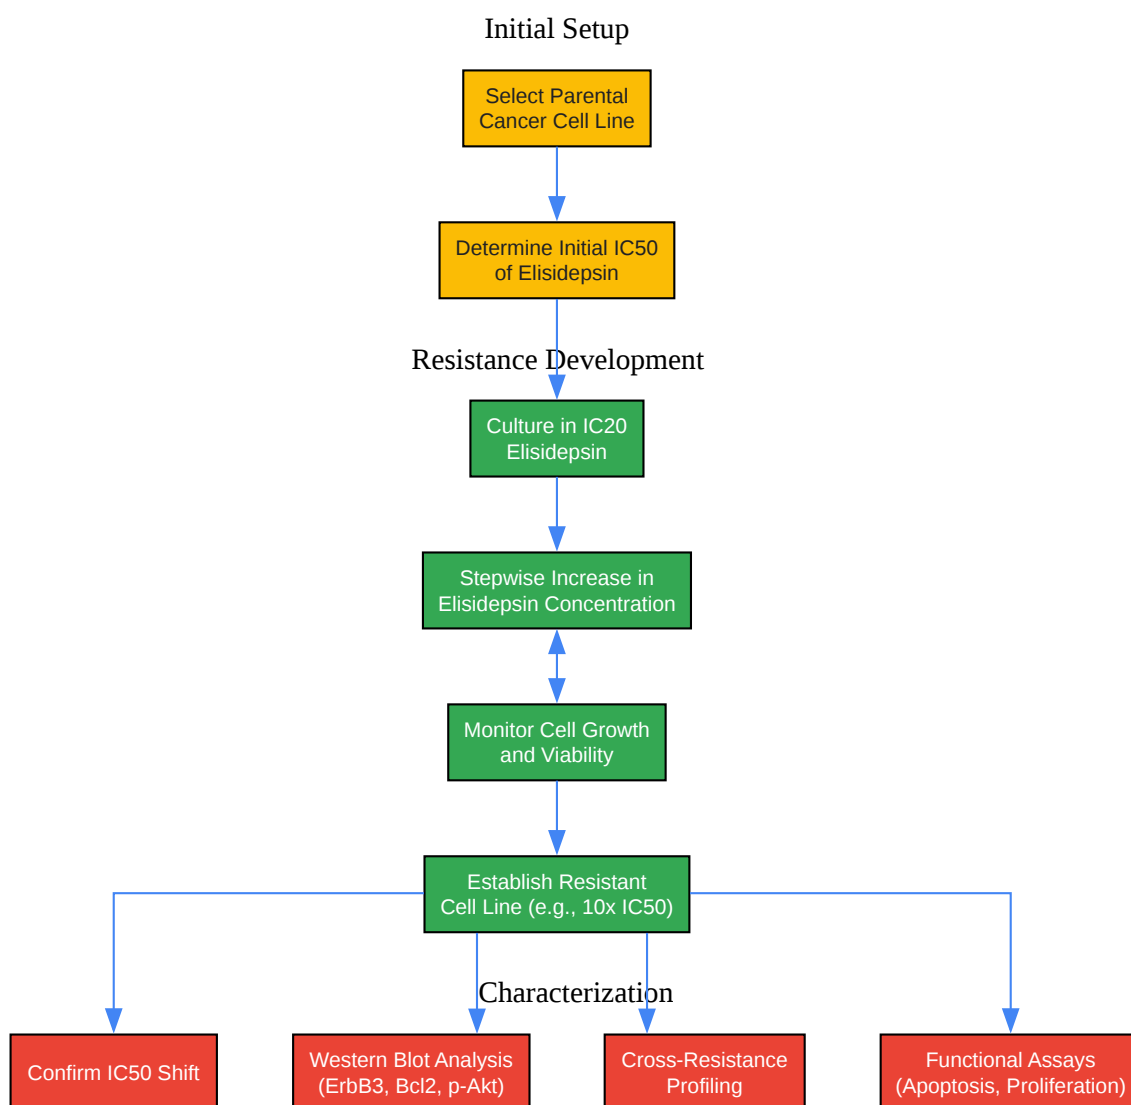 Initial Setup
Select Parental
Cancer Cell Line
Determine Initial IC50
of Elisidepsin
Resistance Development
Culture in IC20
Elisidepsin
Stepwise Increase in
Elisidepsin Concentration
Monitor Cell Growth
and Viability
Establish Resistant
Cell Line (e.g., 10x IC50)
Characterization
Confirm IC50 Shift
Western Blot Analysis
(ErbB3, Bcl2, p-Akt)
Cross-Resistance
Profiling
Functional Assays
(Apoptosis, Proliferation)